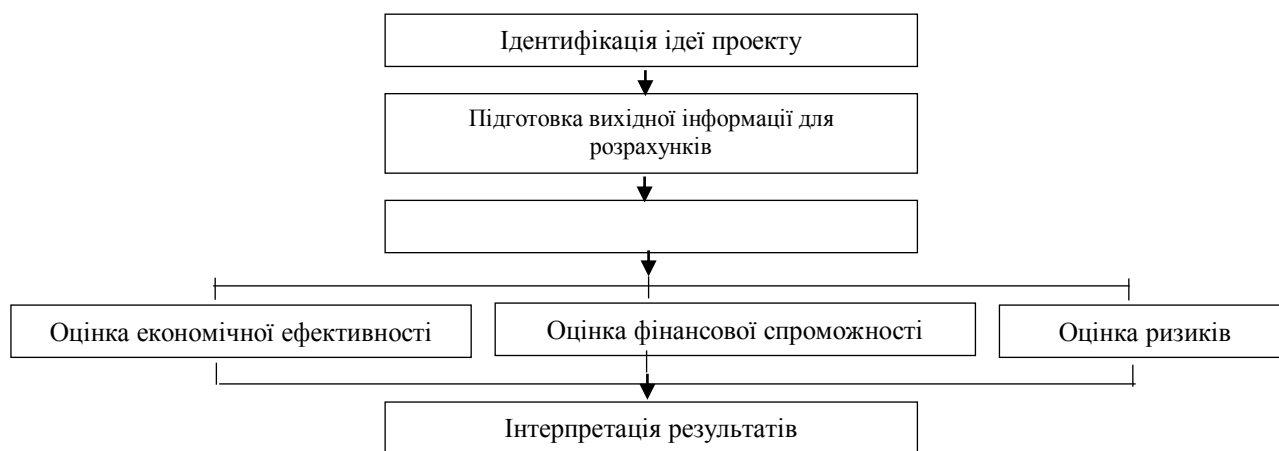 Ідентифікація ідеї проекту
Підготовка вихідної інформації для
розрахунків
Оцінка економічної ефективності
Оцінка фінансової спроможності
Оцінка ризиків
Інтерпретація результатів